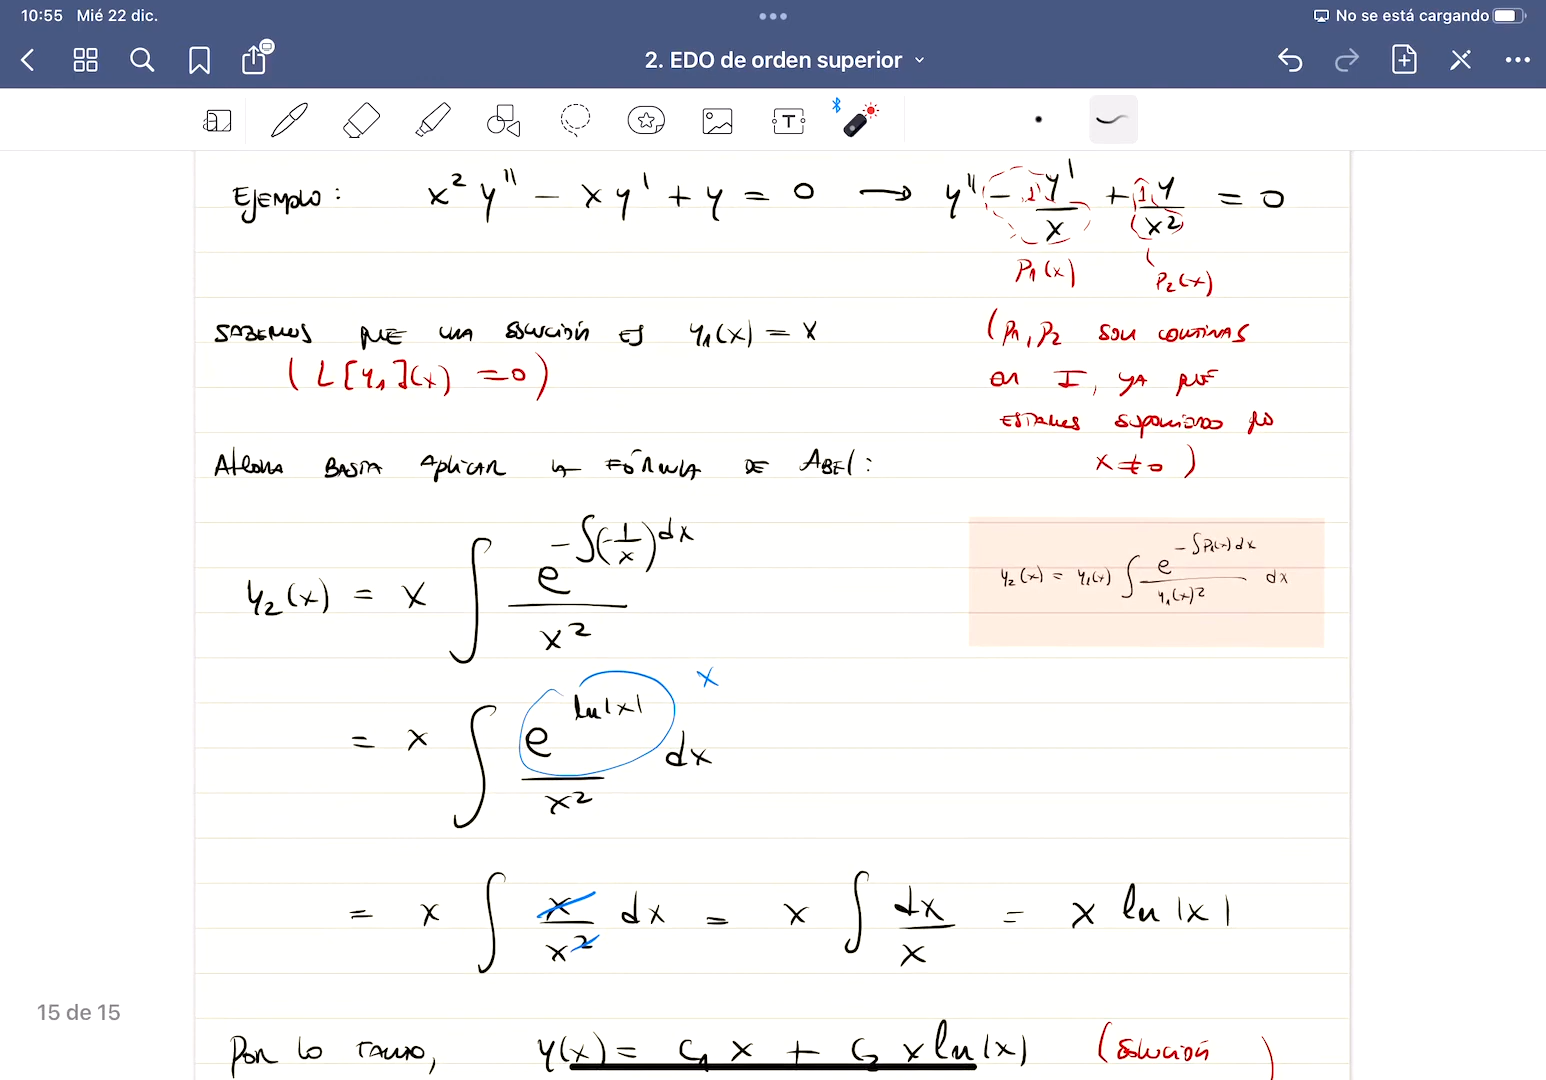 10:55 Mié 22 dic.
No se está cargando
2. EDO de orden superior
EJEMPLO: x² y'' - x y' + y = 0 → y'' - 1 y'/x + 1 y/x² = 0
P₁(x)
P₂(x)
SABEMOS QUE UNA SOLUCIÓN ES y₁(x) = x
(L[y₁](x) = 0)
(P₁, P₂ SON CONTINUAS
EN I, YA QUE
ESTAMOS SUPONIENDO QUE
x ≠ 0)
AHORA BASTA APLICAR LA FÓRMULA DE ABEL:
y₂(x) = x ∫ e^(-∫(-1/x)dx) / x²
y₂(x) = y₁(x) ∫ e^(-∫P₁(x)dx) / y₁(x)² dx
= x ∫ e^(ln|x|) / x² dx
x
= x ∫ x/x² dx = x ∫ dx/x = x ln|x|
15 de 15
POR LO TANTO, y(x) = C₁ x + C₂ x ln|x| (SOLUCIÓN )